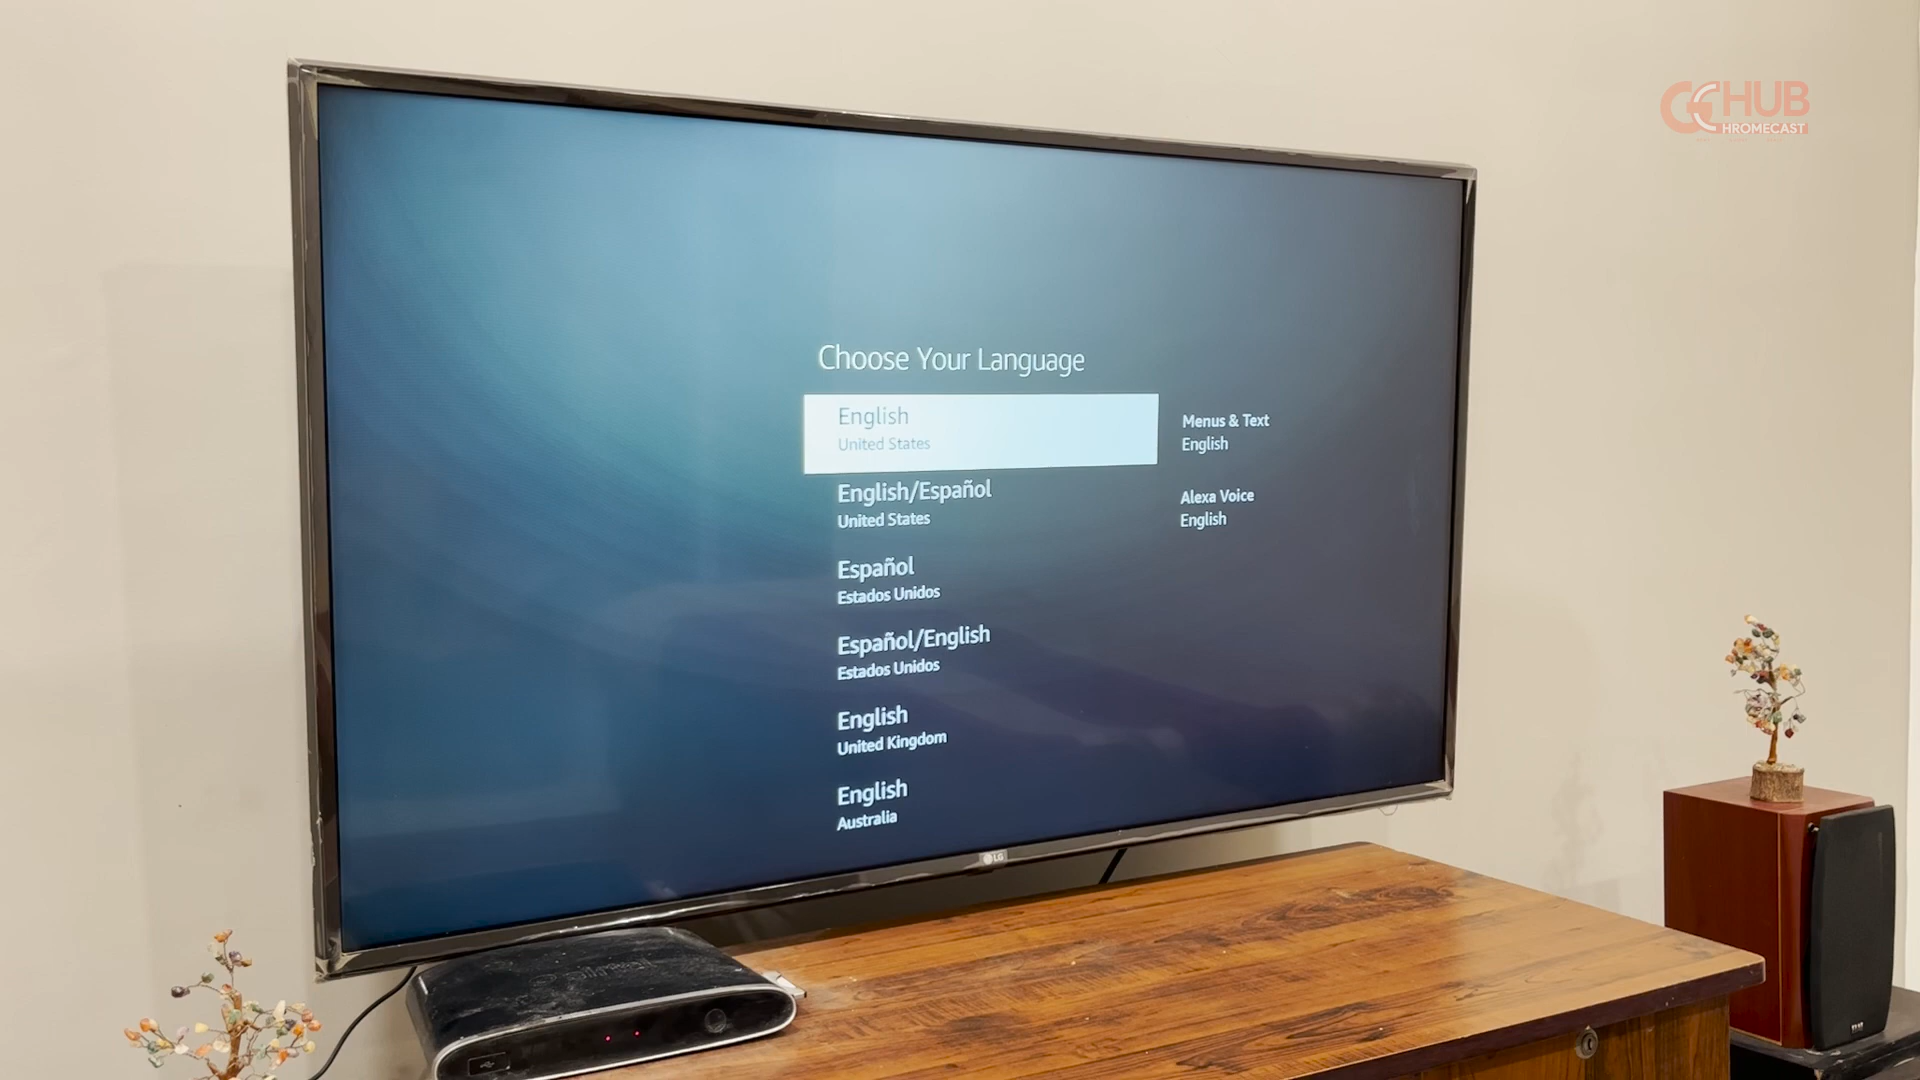 HUB
HROMECAST
Choose Your Language
English
United States
Menus & Text
English
English/Español
United States
Alexa Voice
English
Español
Estados Unidos
Español/English
Estados Unidos
English
United Kingdom
English
Australia
LG